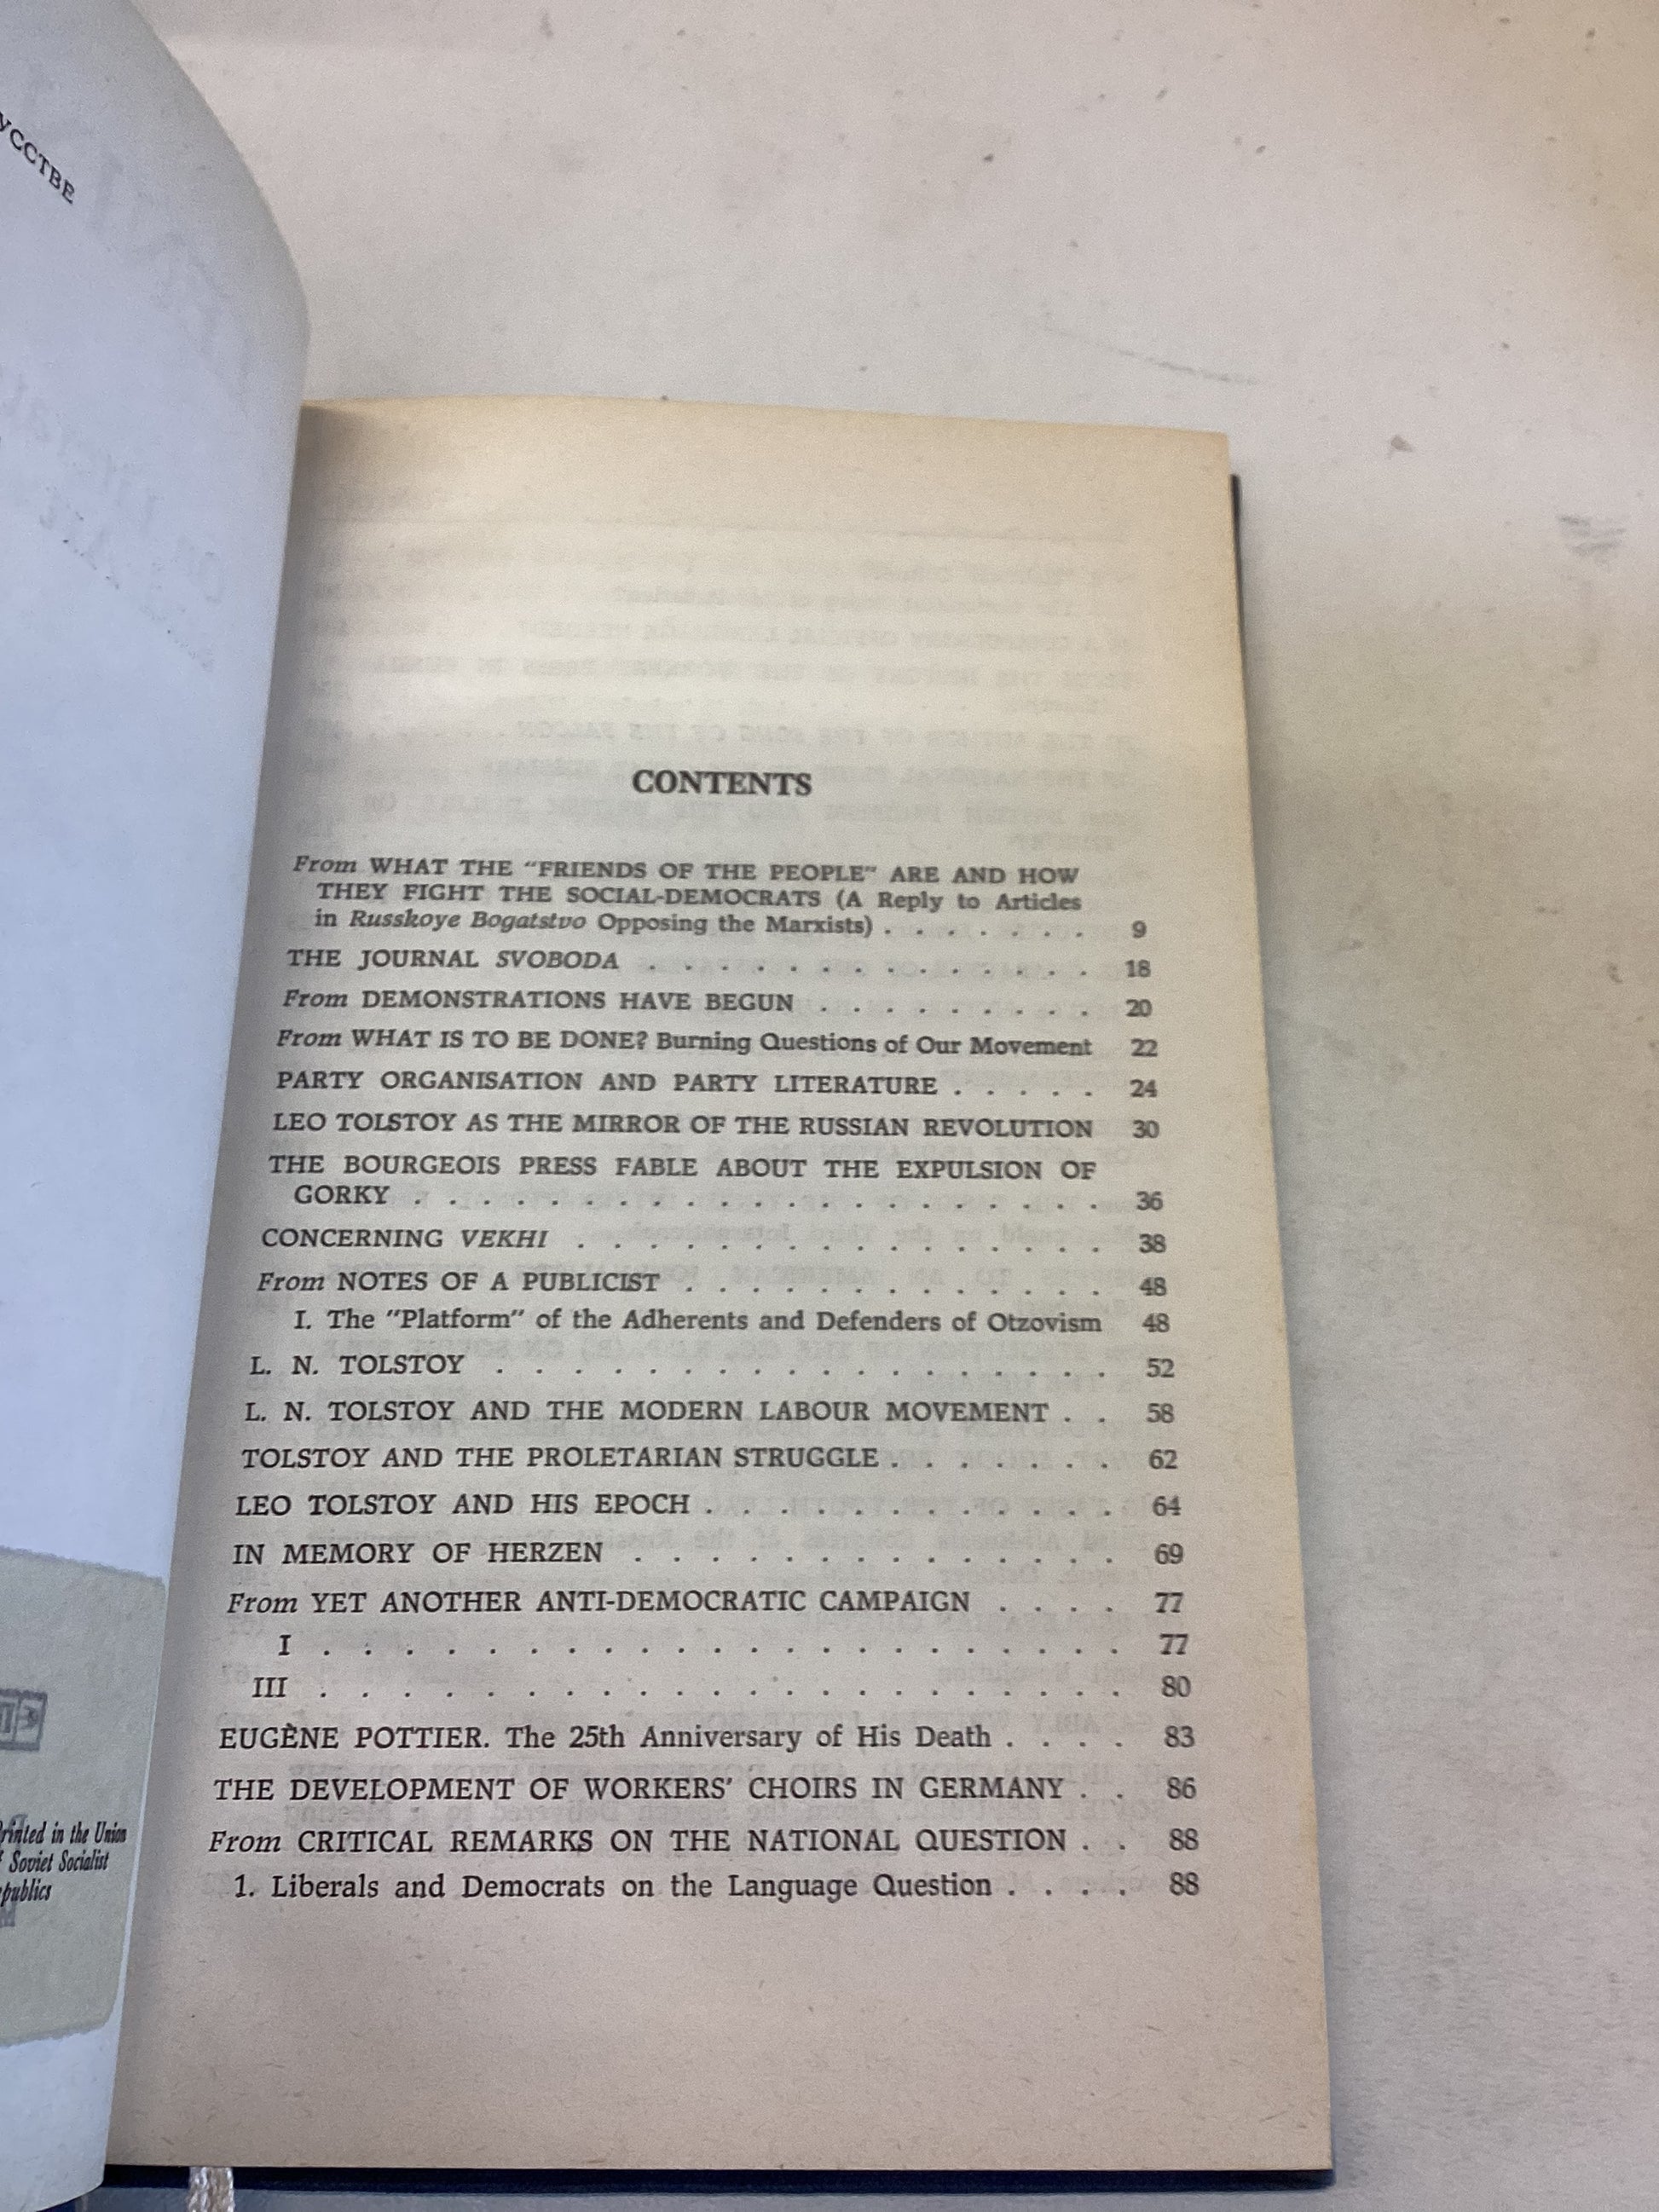 УССТВЕ
Printed in the Union
f Soviet Socialist
epublics
CONTENTS
From WHAT THE "FRIENDS OF THE PEOPLE" ARE AND HOW
THEY FIGHT THE SOCIAL-DEMOCRATS (A Reply to Articles
in Russkoye Bogatstvo Opposing the Marxists) . . . . . . . 9
THE JOURNAL SVOBODA . . . . . . . . . . . . . 18
From DEMONSTRATIONS HAVE BEGUN . . . . . . . . . 20
From WHAT IS TO BE DONE? Burning Questions of Our Movement 22
PARTY ORGANISATION AND PARTY LITERATURE . . . . . 24
LEO TOLSTOY AS THE MIRROR OF THE RUSSIAN REVOLUTION 30
THE BOURGEOIS PRESS FABLE ABOUT THE EXPULSION OF
GORKY . . . . . . . . . . . . . . . . . . 36
CONCERNING VEKHI . . . . . . . . . . . . . . . . 38
From NOTES OF A PUBLICIST . . . . . . . . . . . . . 48
I. The "Platform" of the Adherents and Defenders of Otzovism 48
L. N. TOLSTOY . . . . . . . . . . . . . . . . . 52
L. N. TOLSTOY AND THE MODERN LABOUR MOVEMENT . . 58
TOLSTOY AND THE PROLETARIAN STRUGGLE . . . . . . . 62
LEO TOLSTOY AND HIS EPOCH . . . . . . . . . . . . 64
IN MEMORY OF HERZEN . . . . . . . . . . . . . . 69
From YET ANOTHER ANTI-DEMOCRATIC CAMPAIGN . . . . 77
I . . . . . . . . . . . . . . . . . . . . 77
III . . . . . . . . . . . . . . . . . . . . 80
EUGÈNE POTTIER. The 25th Anniversary of His Death . . . . 83
THE DEVELOPMENT OF WORKERS' CHOIRS IN GERMANY . . 86
From CRITICAL REMARKS ON THE NATIONAL QUESTION . . 88
1. Liberals and Democrats on the Language Question . . . . 88